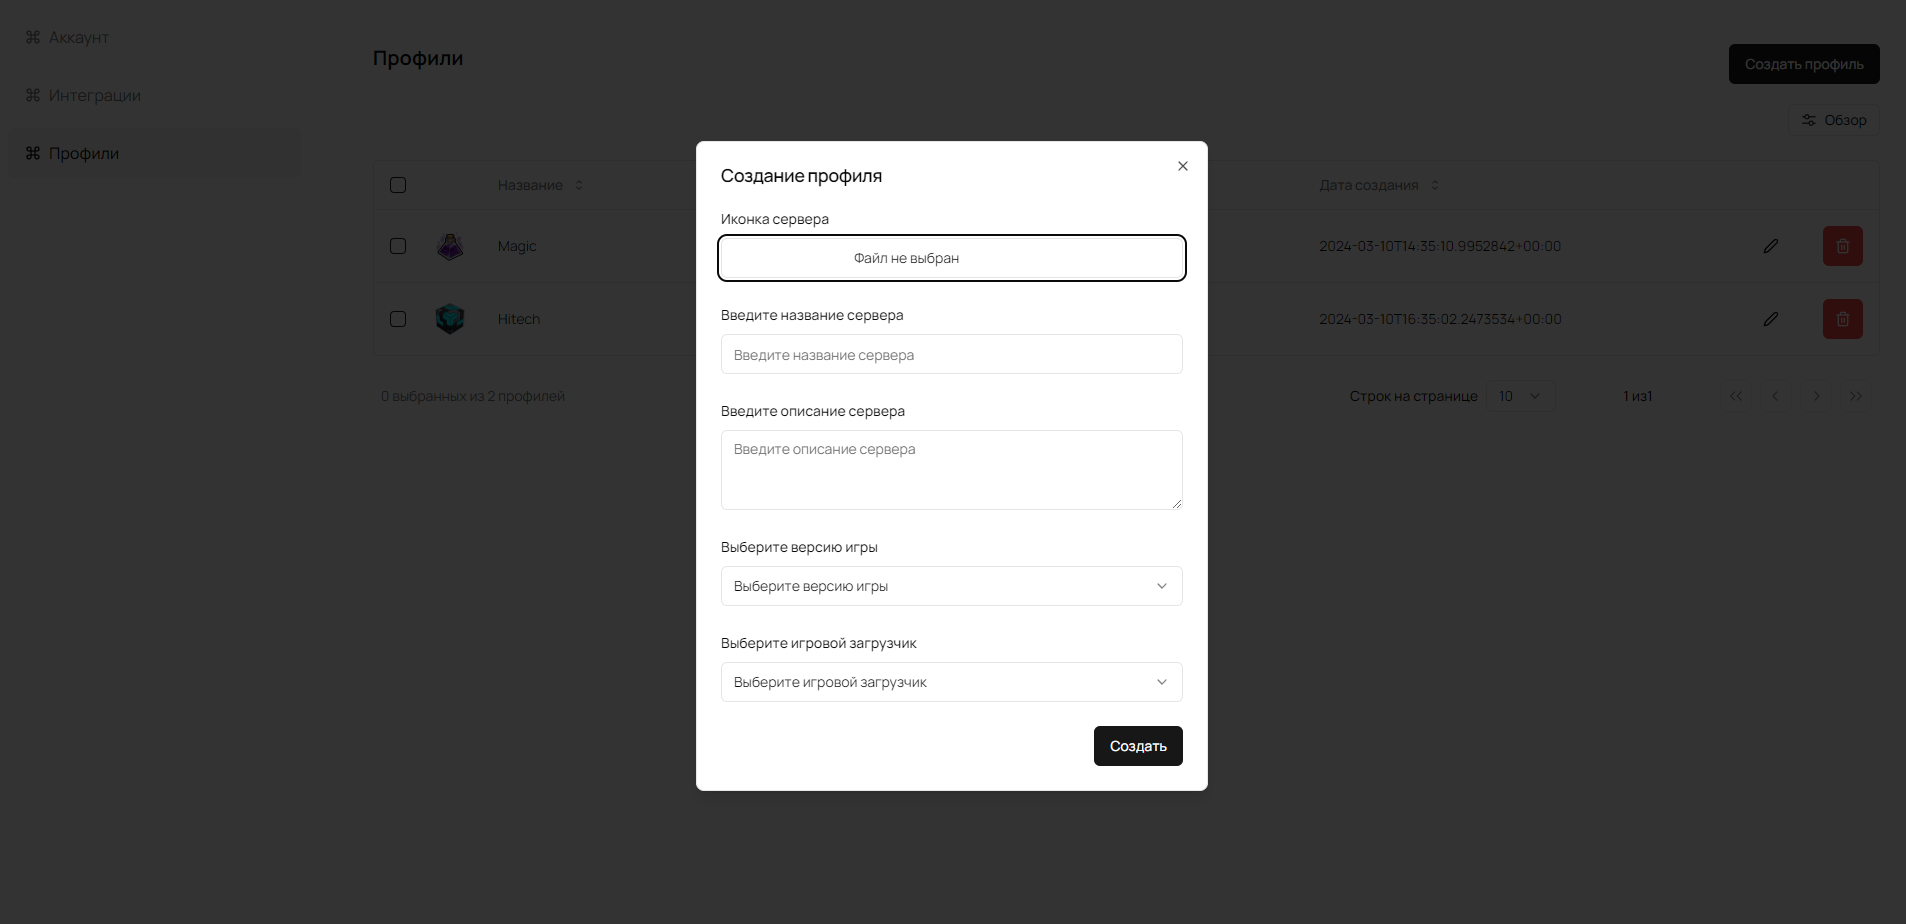 Аккаунт
Интеграции
Профили
Профили
Создать профиль
Обзор
Название
Дата создания
Magic
2024-03-10T14:35:10.9952842+00:00
Hitech
2024-03-10T16:35:02.2473534+00:00
0 выбранных из 2 профилей
Строк на странице 10
1 из1
Создание профиля
Иконка сервера
Файл не выбран
Введите название сервера
Введите название сервера
Введите описание сервера
Введите описание сервера
Выберите версию игры
Выберите версию игры
Выберите игровой загрузчик
Выберите игровой загрузчик
Создать